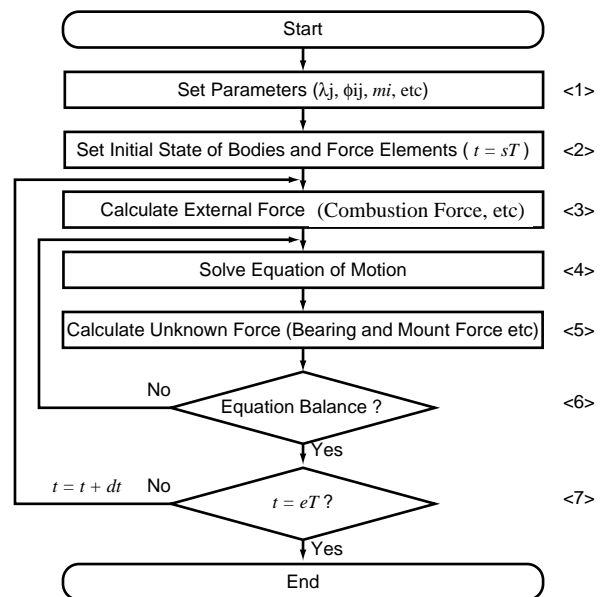 Start
Set Parameters (λj, ϕij, mi, etc) <1>
Set Initial State of Bodies and Force Elements ( t = sT ) <2>
Calculate External Force (Combustion Force, etc) <3>
Solve Equation of Motion <4>
Calculate Unknown Force (Bearing and Mount Force etc) <5>
No
Equation Balance ? <6>
Yes
t = t + dt No
t = eT ? <7>
Yes
End